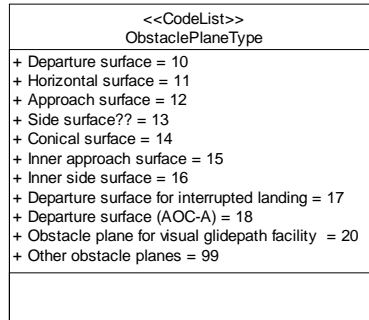 <<CodeList>>
ObstaclePlaneType
+ Departure surface = 10
+ Horizontal surface = 11
+ Approach surface = 12
+ Side surface?? = 13
+ Conical surface = 14
+ Inner approach surface = 15
+ Inner side surface = 16
+ Departure surface for interrupted landing = 17
+ Departure surface (AOC-A) = 18
+ Obstacle plane for visual glidepath facility = 20
+ Other obstacle planes = 99